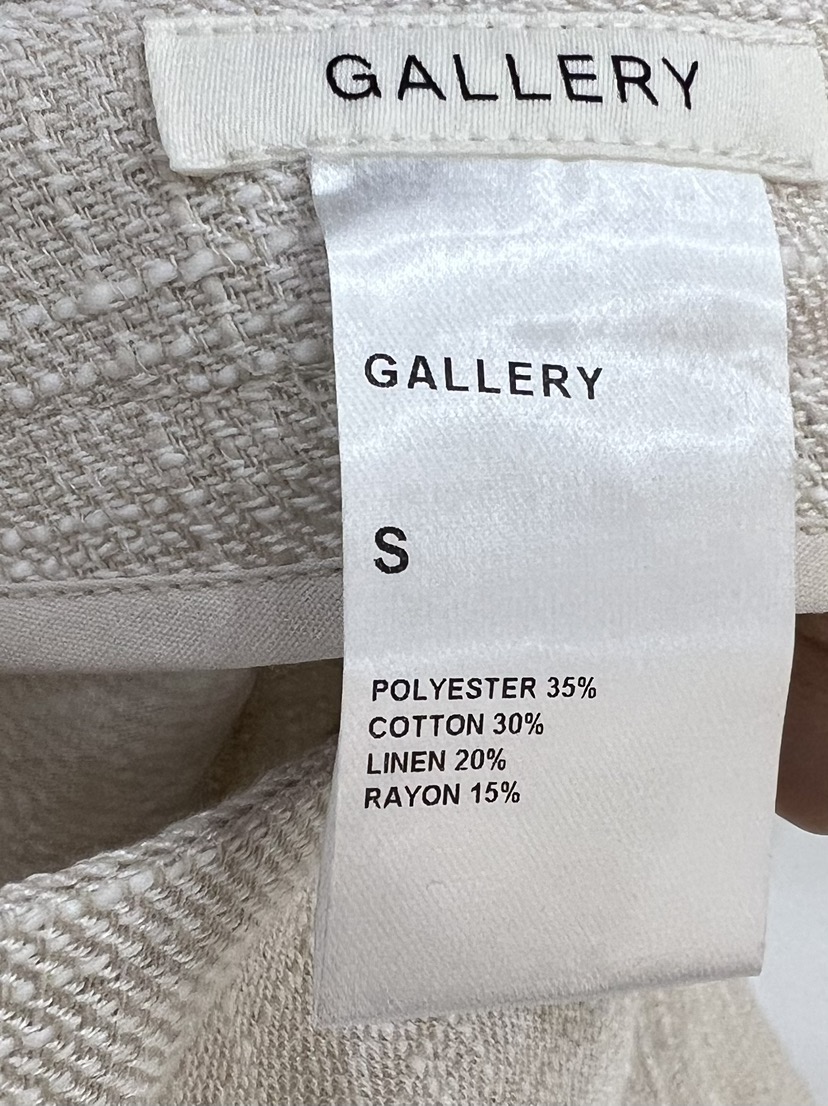 GALLERY
GALLERY
S
POLYESTER 35%
COTTON 30%
LINEN 20%
RAYON 15%